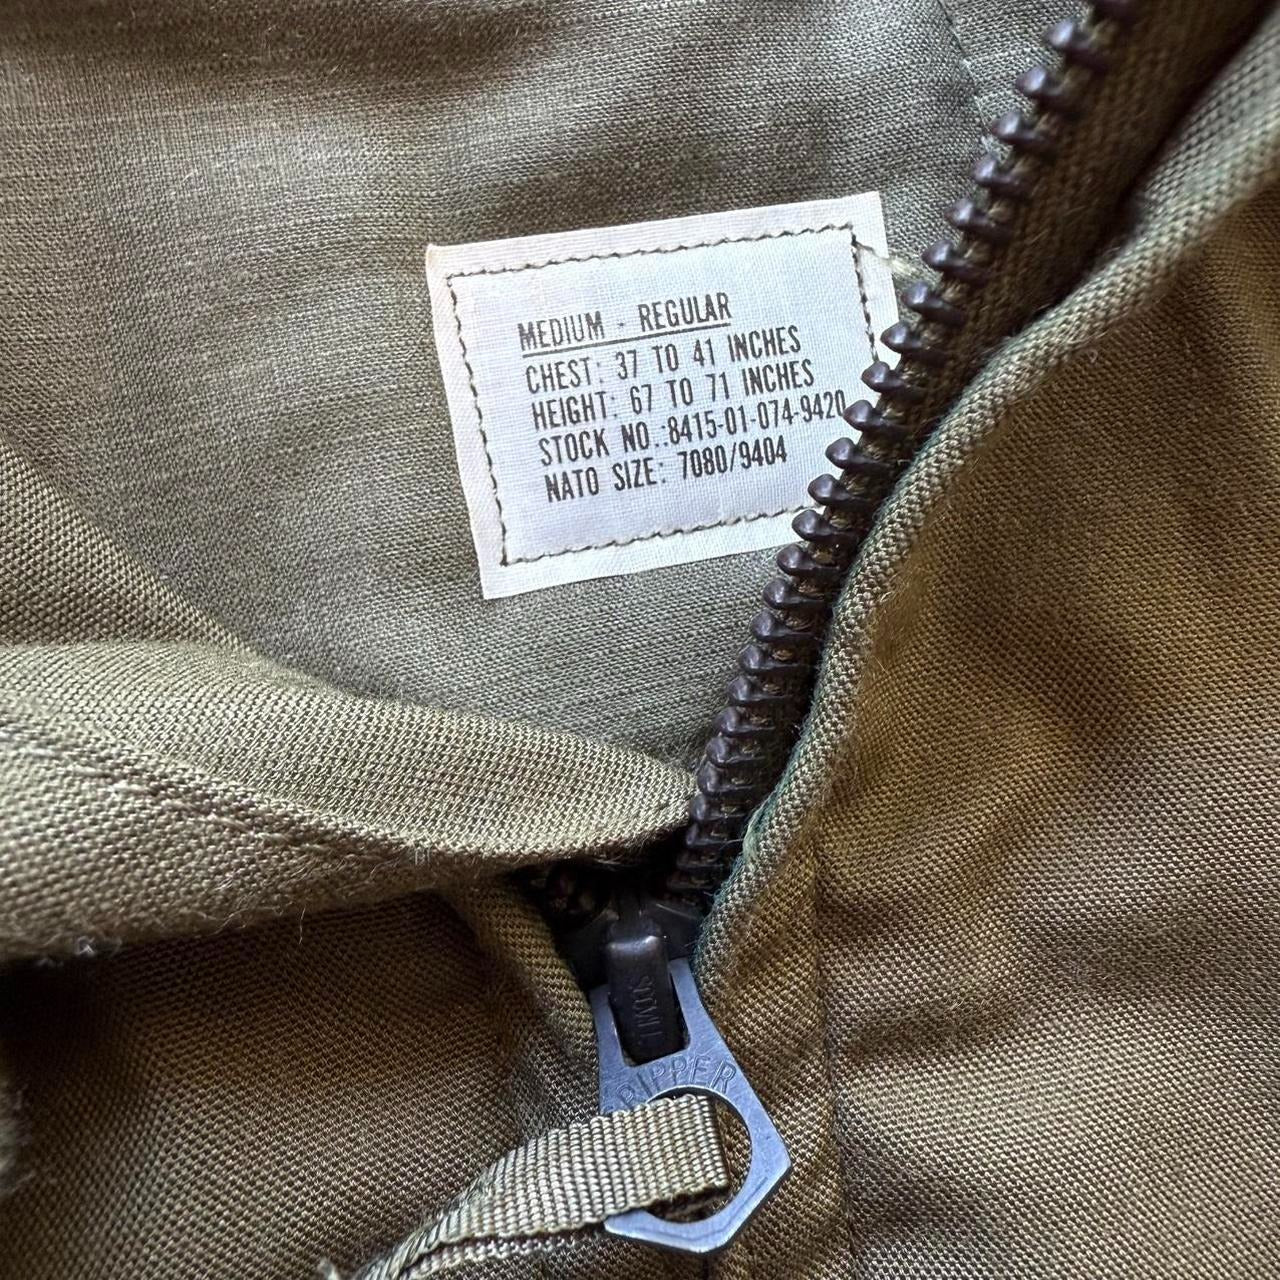 MEDIUM - REGULAR
CHEST: 37 TO 41 INCHES
HEIGHT: 67 TO 71 INCHES
STOCK NO.:8415-01-074-9420
NATO SIZE: 7080/9404
SCOVILL